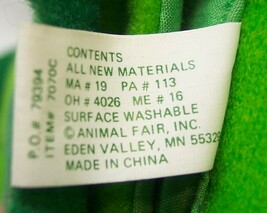 CONTENTS
ALL NEW MATERIALS
MA # 19 PA # 113
OH # 4026 ME # 16
SURFACE WASHABLE
© ANIMAL FAIR, INC.
EDEN VALLEY, MN 55329
MADE IN CHINA
P.O.# 79394
ITEM# 7070C